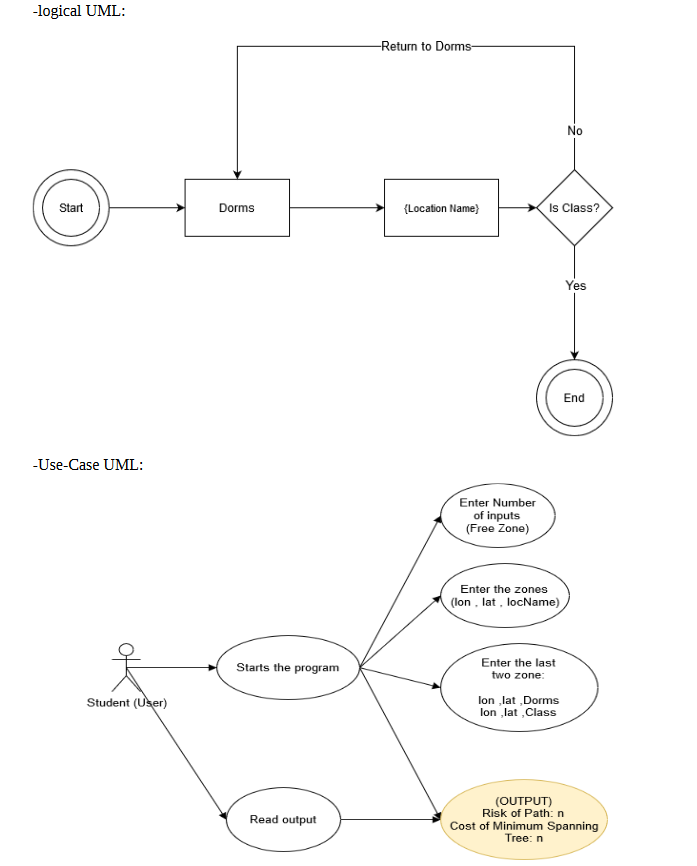 -logical UML:
Return to Dorms
No
Start
Dorms
{Location Name}
Is Class?
Yes
End
-Use-Case UML:
Enter Number
of inputs
(Free Zone)
Enter the zones
(lon , lat , locName)
Starts the program
Enter the last
two zone:
lon ,lat ,Dorms
lon ,lat ,Class
Student (User)
Read output
(OUTPUT)
Risk of Path: n
Cost of Minimum Spanning
Tree: n